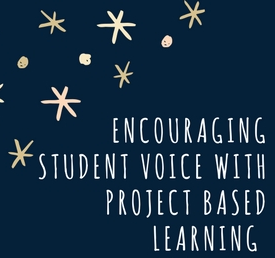 ENCOURAGING
STUDENT VOICE WITH
PROJECT BASED
LEARNING